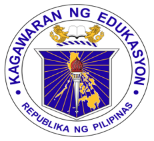 • KAGAWARAN NG EDUKASYON •
REPUBLIKA NG PILIPINAS